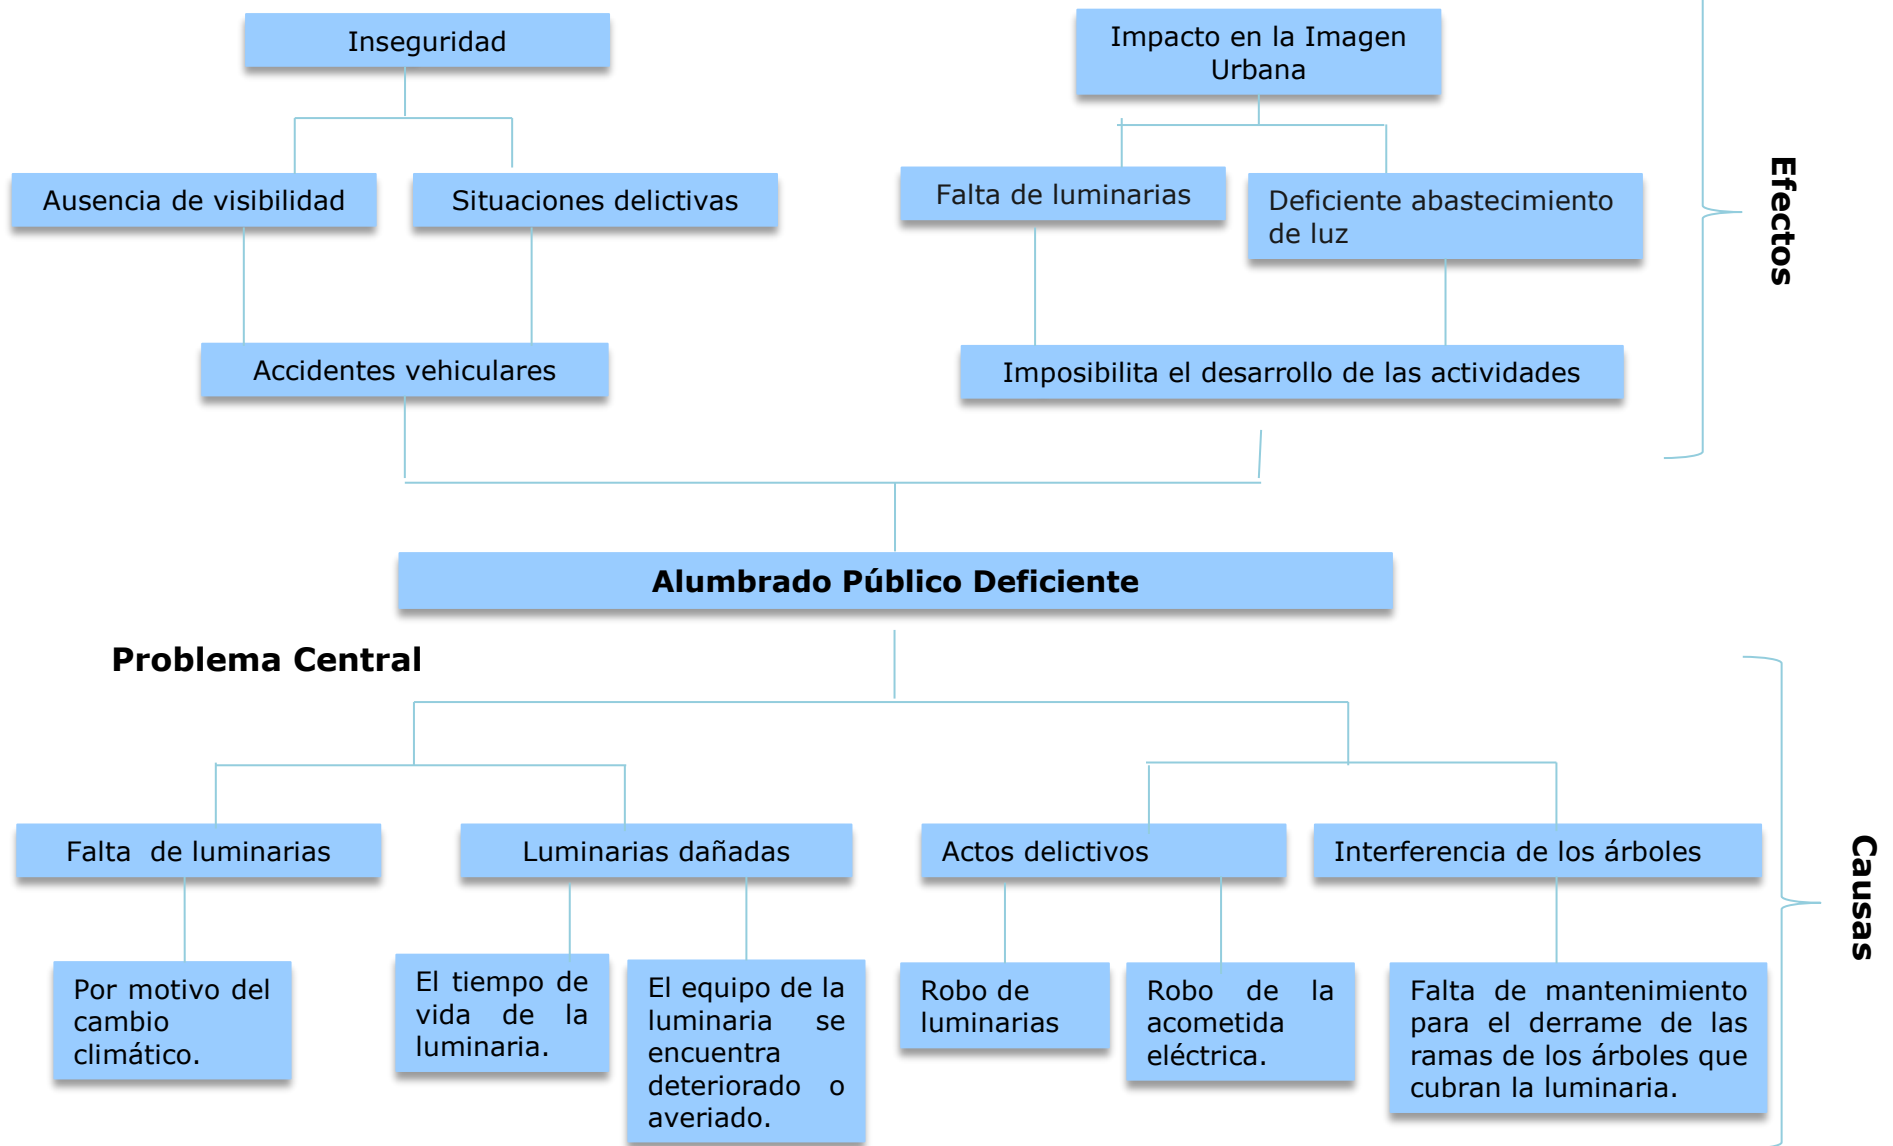 Inseguridad
Impacto en la Imagen
Urbana
Ausencia de visibilidad
Situaciones delictivas
Falta de luminarias
Deficiente abastecimiento
de luz
Efectos
Accidentes vehiculares
Imposibilita el desarrollo de las actividades
Alumbrado Público Deficiente
Problema Central
Falta de luminarias
Luminarias dañadas
Actos delictivos
Interferencia de los árboles
Causas
Por motivo del
cambio
climático.
El tiempo de
vida de la
luminaria.
El equipo de la
luminaria se
encuentra
deteriorado o
averiado.
Robo de
luminarias
Robo de la
acometida
eléctrica.
Falta de mantenimiento
para el derrame de las
ramas de los árboles que
cubran la luminaria.